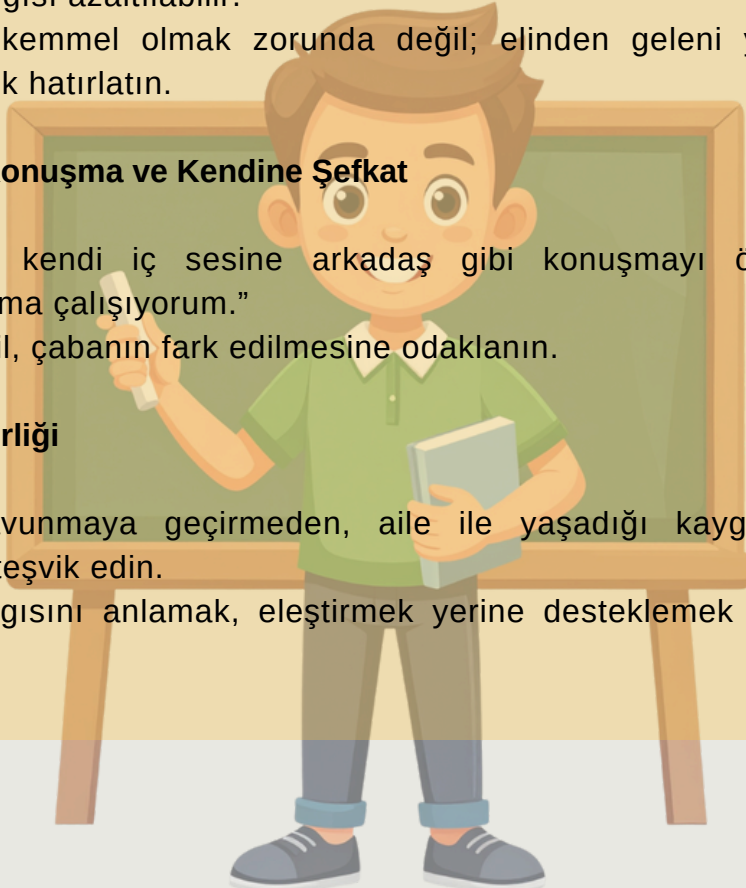 gısı azaltılabilir.
kemmel olmak zorunda değil; elinden geleni y
k hatırlatın.
onuşma ve Kendine Şefkat
kendi iç sesine arkadaş gibi konuşmayı ö
ma çalışıyorum.”
il, çabanın fark edilmesine odaklanın.
rliği
vunmaya geçirmeden, aile ile yaşadığı kayg
teşvik edin.
gısını anlamak, eleştirmek yerine desteklemek